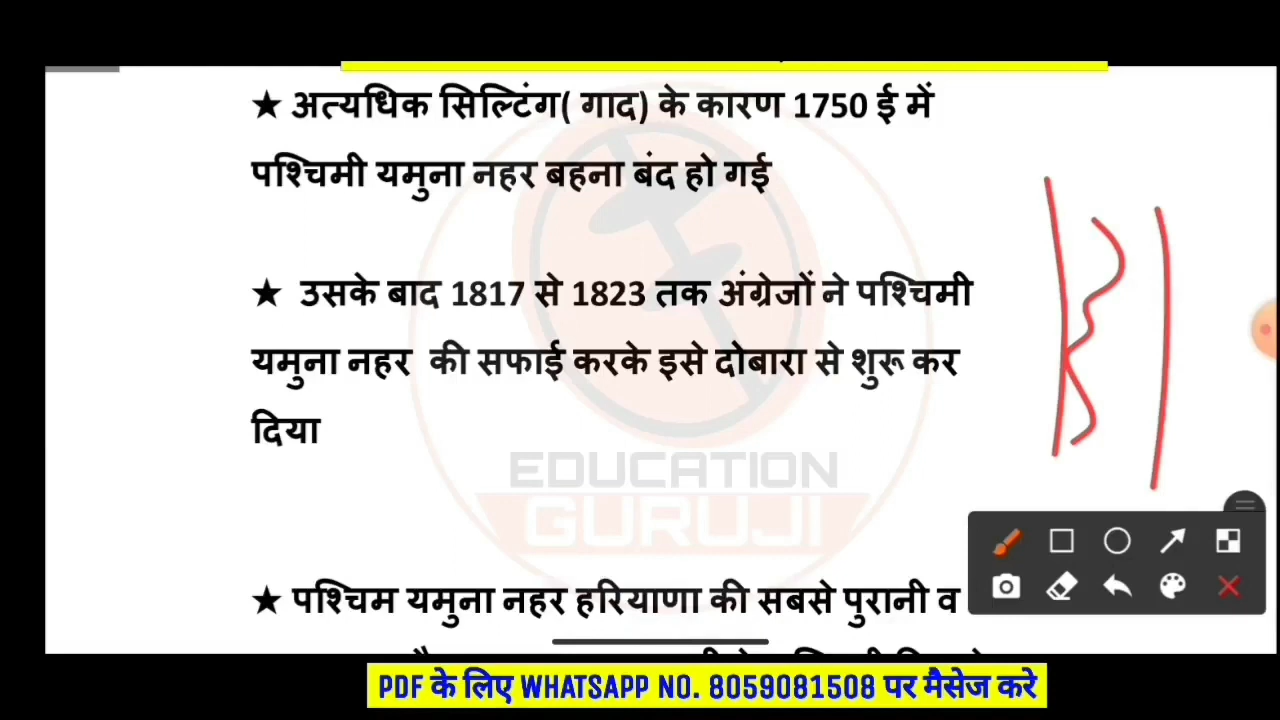 ★ अत्यधिक सिल्टिंग( गाद) के कारण 1750 ई में
पश्चिमी यमुना नहर बहना बंद हो गई
★ उसके बाद 1817 से 1823 तक अंग्रेजों ने पश्चिमी
यमुना नहर की सफाई करके इसे दोबारा से शुरू कर
दिया
EDUCATION
GURUJI
★ पश्चिम यमुना नहर हरियाणा की सबसे पुरानी व
PDF के लिए WHATSAPP NO. 8059081508 पर मैसेज करे